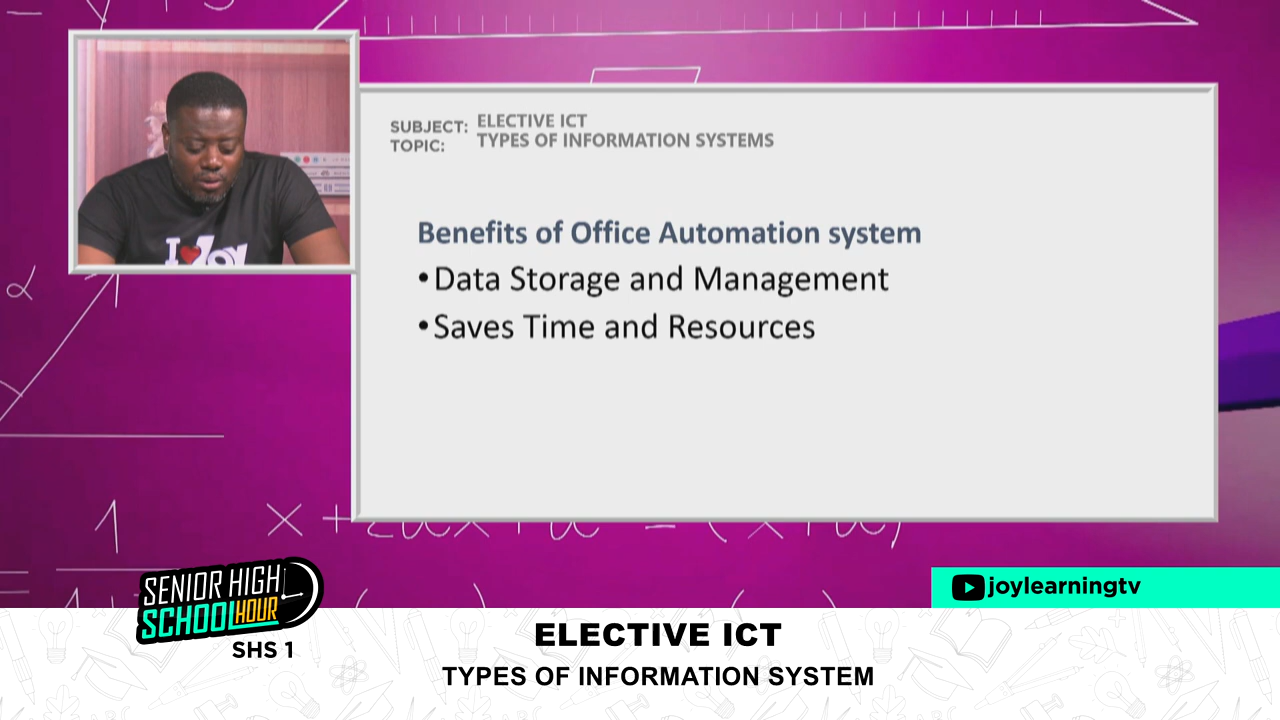 SUBJECT: ELECTIVE ICT
TOPIC: TYPES OF INFORMATION SYSTEMS
Benefits of Office Automation system
•Data Storage and Management
•Saves Time and Resources
SENIOR HIGH
SCHOOL HOUR
SHS 1
joylearningtv
ELECTIVE ICT
TYPES OF INFORMATION SYSTEM